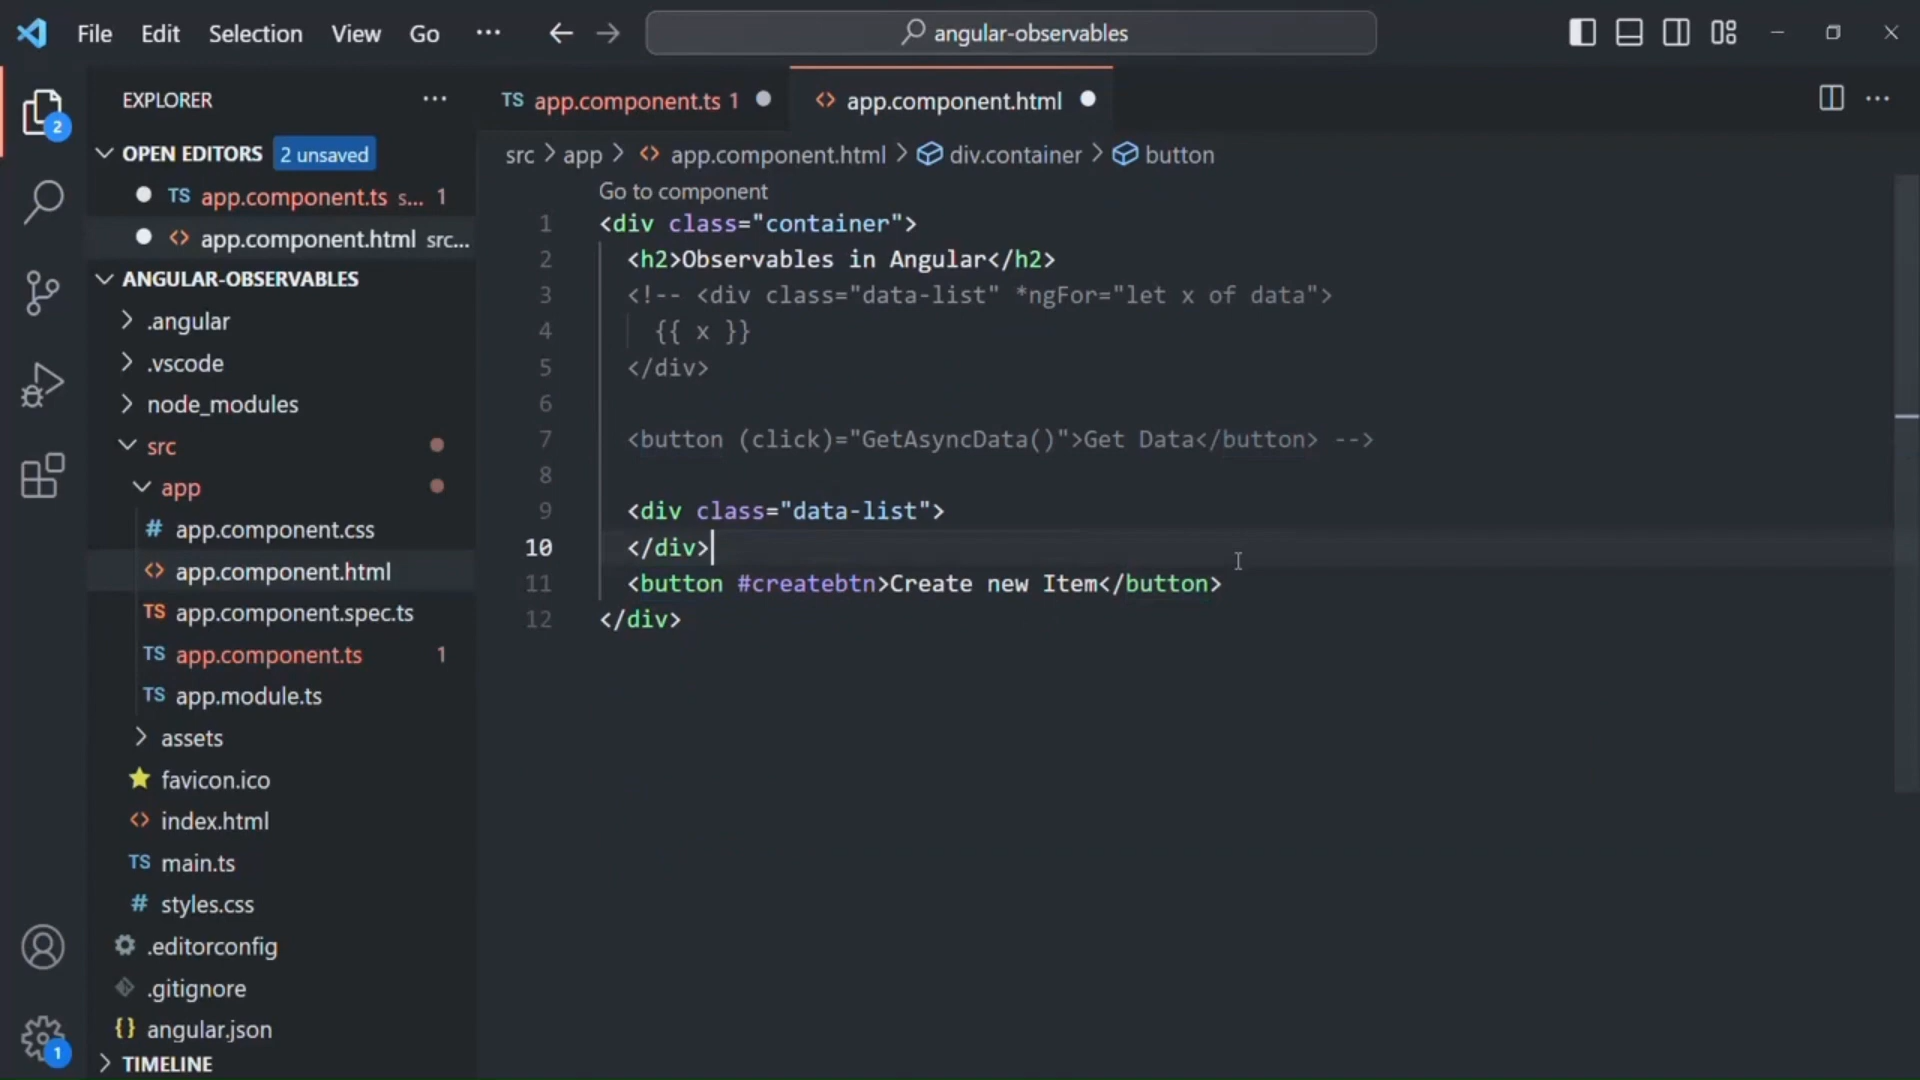 File Edit Selection View Go ··· angular-observables
EXPLORER ···
OPEN EDITORS 2 unsaved
TS app.component.ts s... 1
<> app.component.html src...
ANGULAR-OBSERVABLES
.angular
.vscode
node_modules
src
app
# app.component.css
<> app.component.html
TS app.component.spec.ts
TS app.component.ts 1
TS app.module.ts
assets
favicon.ico
<> index.html
TS main.ts
# styles.css
.editorconfig
.gitignore
{} angular.json
TIMELINE
2
1
TS app.component.ts 1 <> app.component.html ···
src > app > <> app.component.html > div.container > button
Go to component
1 <div class="container">
2 <h2>Observables in Angular</h2>
3 <!-- <div class="data-list" *ngFor="let x of data">
4 {{ x }}
5 </div>
6
7 <button (click)="GetAsyncData()">Get Data</button> -->
8
9 <div class="data-list">
10 </div>
11 <button #createbtn>Create new Item</button>
12 </div>